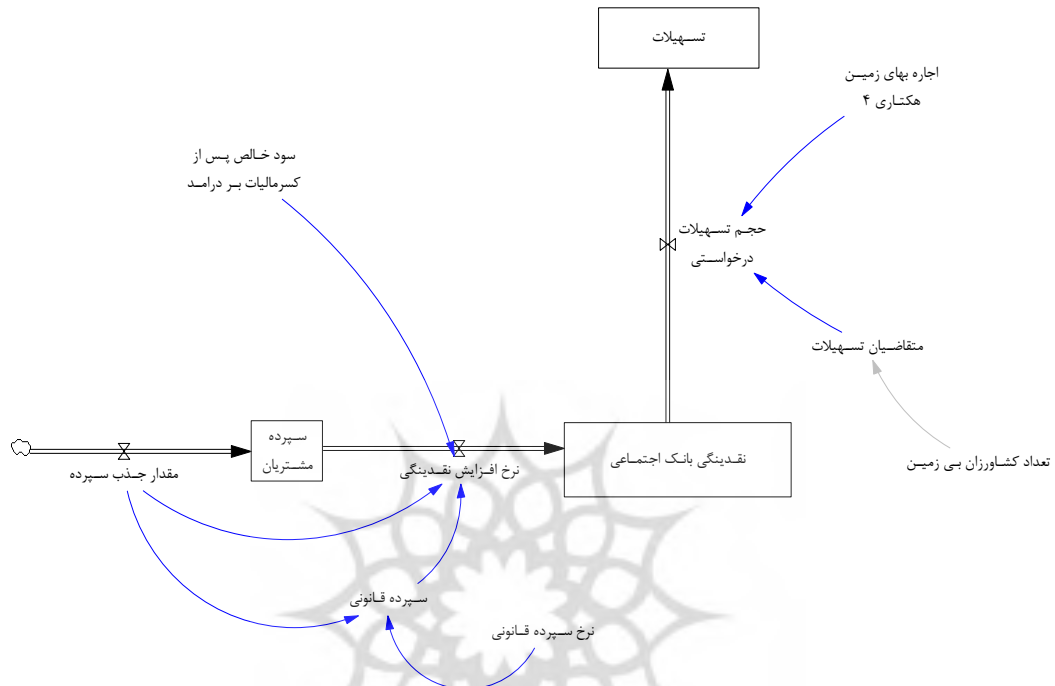 تسهیلات
اجاره بهای زمین
هکتاری ۴
سود خالص پس از
کسرمالیات بر درامد
حجم تسهیلات
درخواستی
متقاضیان تسهیلات
تعداد کشاورزان بی زمین
سپرده
مشتریان
نقدینگی بانک اجتماعی
مقدار جذب سپرده
نرخ افزایش نقدینگی
سپرده قانونی
نرخ سپرده قانونی